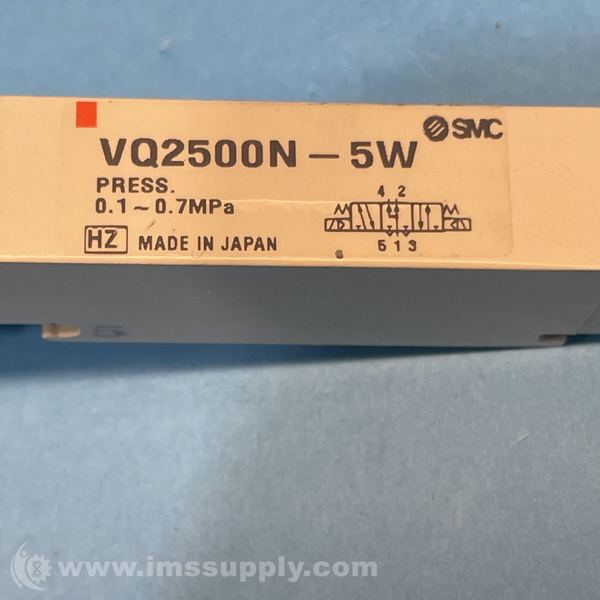 SMC
VQ2500N-5W
PRESS.
0.1~0.7MPa
4 2
5 1 3
HZ MADE IN JAPAN
5
www.imssupply.com